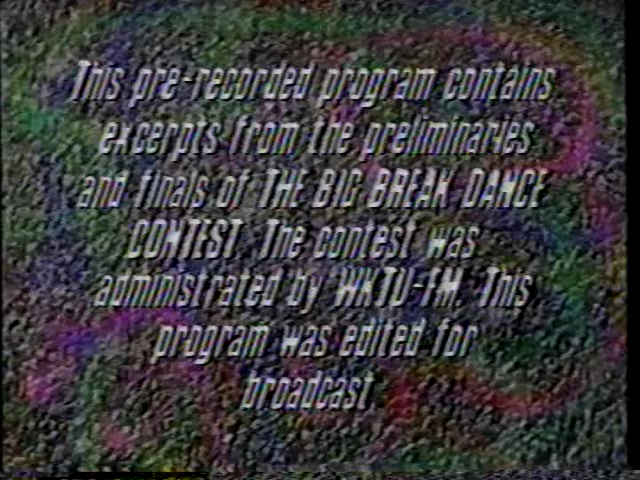 This pre-recorded program contains
excerpts from the preliminaries
and finals of THE BIG BREAK DANCE
CONTEST. The contest was
administrated by WKTU-FM. This
program was edited for
broadcast